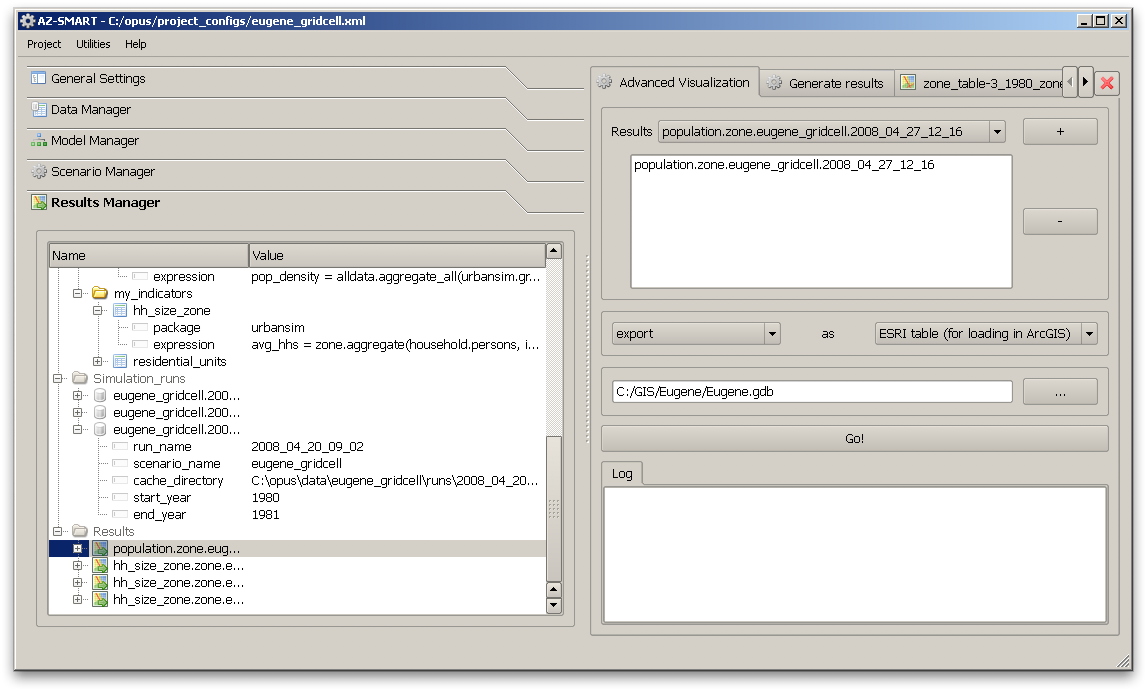 AZ-SMART - C:/opus/project_configs/eugene_gridcell.xml
Project Utilities Help
General Settings
Data Manager
Model Manager
Scenario Manager
Results Manager
Name Value
expression pop_density = alldata.aggregate_all(urbansim.gr...
my_indicators
hh_size_zone
package urbansim
expression avg_hhs = zone.aggregate(household.persons, i...
residential_units
Simulation_runs
eugene_gridcell.200...
eugene_gridcell.200...
eugene_gridcell.200...
run_name 2008_04_20_09_02
scenario_name eugene_gridcell
cache_directory C:\opus\data\eugene_gridcell\runs\2008_04_20...
start_year 1980
end_year 1981
Results
population.zone.eug...
hh_size_zone.zone.e...
hh_size_zone.zone.e...
hh_size_zone.zone.e...
Advanced Visualization Generate results zone_table-3_1980_zone
Results population.zone.eugene_gridcell.2008_04_27_12_16 +
population.zone.eugene_gridcell.2008_04_27_12_16
-
export as ESRI table (for loading in ArcGIS)
C:/GIS/Eugene/Eugene.gdb ...
Go!
Log